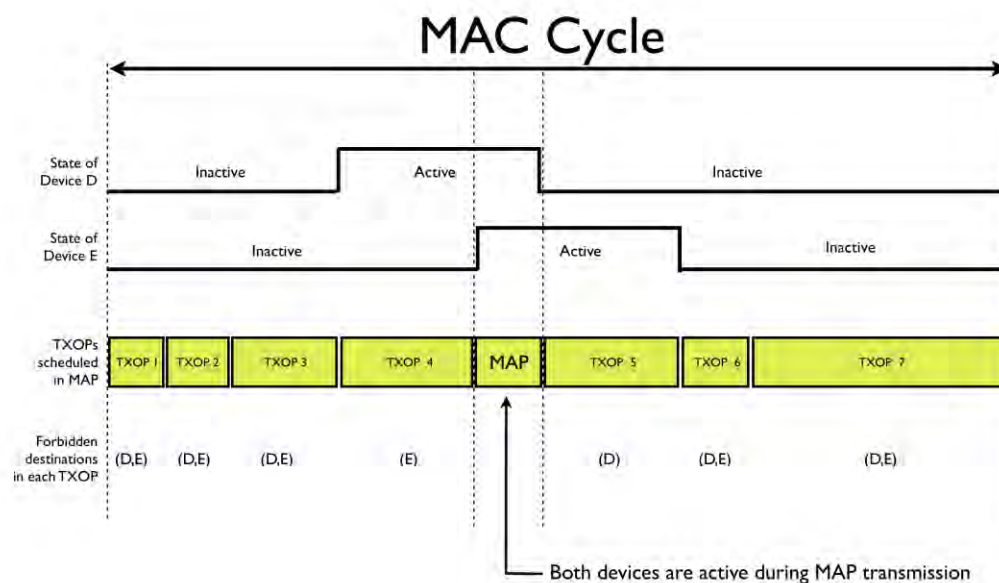 MAC Cycle
State of
Device D
Inactive
Active
Inactive
State of
Device E
Inactive
Active
Inactive
TXOPs
scheduled
in MAP
TXOP 1
TXOP 2
TXOP 3
TXOP 4
MAP
TXOP 5
TXOP 6
TXOP 7
Forbidden
destinations
in each TXOP
(D,E)
(D,E)
(D,E)
(E)
(D)
(D,E)
(D,E)
Both devices are active during MAP transmission